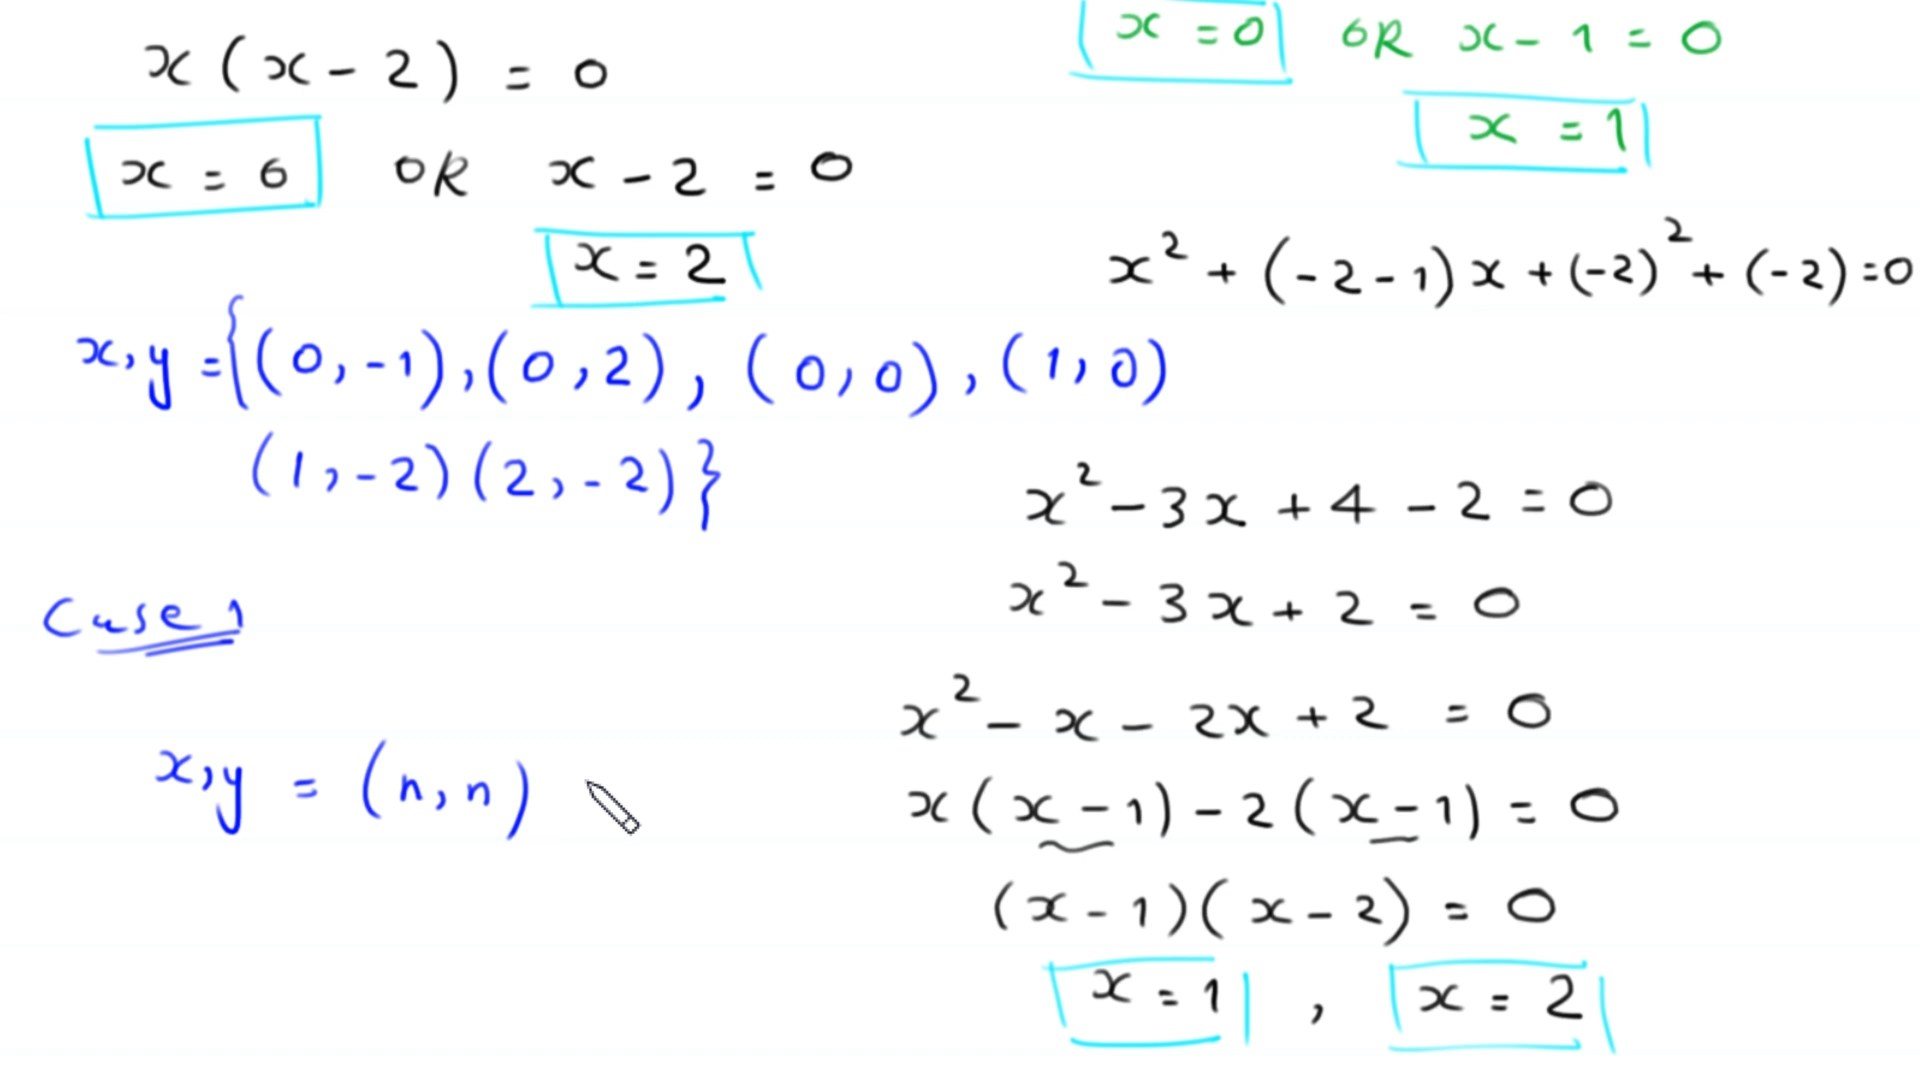 x(x-2) = 0
x = 0 OR x - 2 = 0
x = 2
x = 0 OR x - 1 = 0
x = 1
x² + (-2-1)x + (-2)² + (-2) = 0
x,y = {(0,-1),(0,2),(0,0),(1,0)
(1,-2)(2,-2)}
x² - 3x + 4 - 2 = 0
x² - 3x + 2 = 0
x² - x - 2x + 2 = 0
x(x-1) - 2(x-1) = 0
(x-1)(x-2) = 0
x = 1 , x = 2
Case 1
x,y = (n,n)